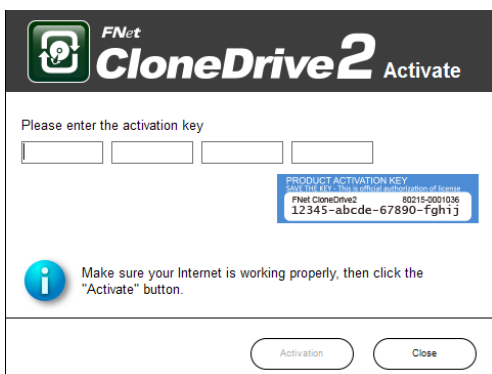 FNet
CloneDrive2 Activate
Please enter the activation key
PRODUCT ACTIVATION KEY
SAVE THE KEY - This is official authorization of license
FNet CloneDrive2 80215-0001036
12345-abcde-67890-fghij
Make sure your Internet is working properly, then click the
"Activate" button.
Activation Close